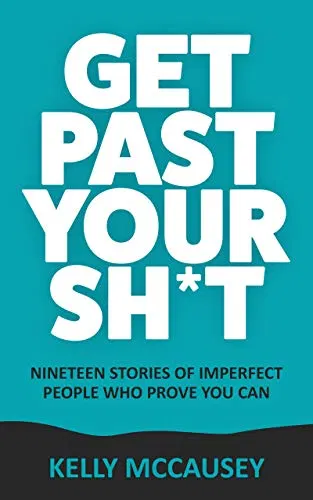 GET
PAST
YOUR
SH*T
NINETEEN STORIES OF IMPERFECT
PEOPLE WHO PROVE YOU CAN
KELLY MCCAUSEY